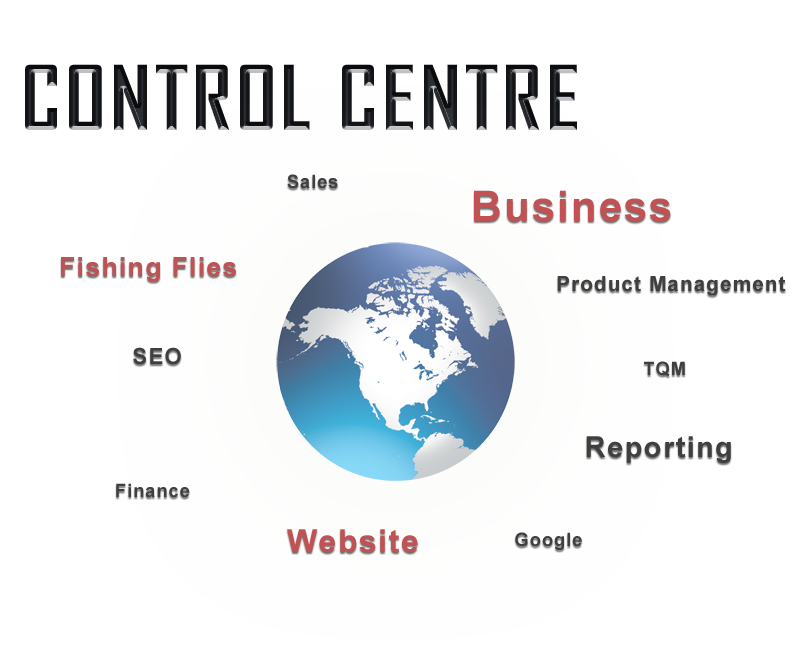 CONTROL CENTRE
Sales
Business
Fishing Flies
Product Management
SEO
TQM
Reporting
Finance
Website
Google